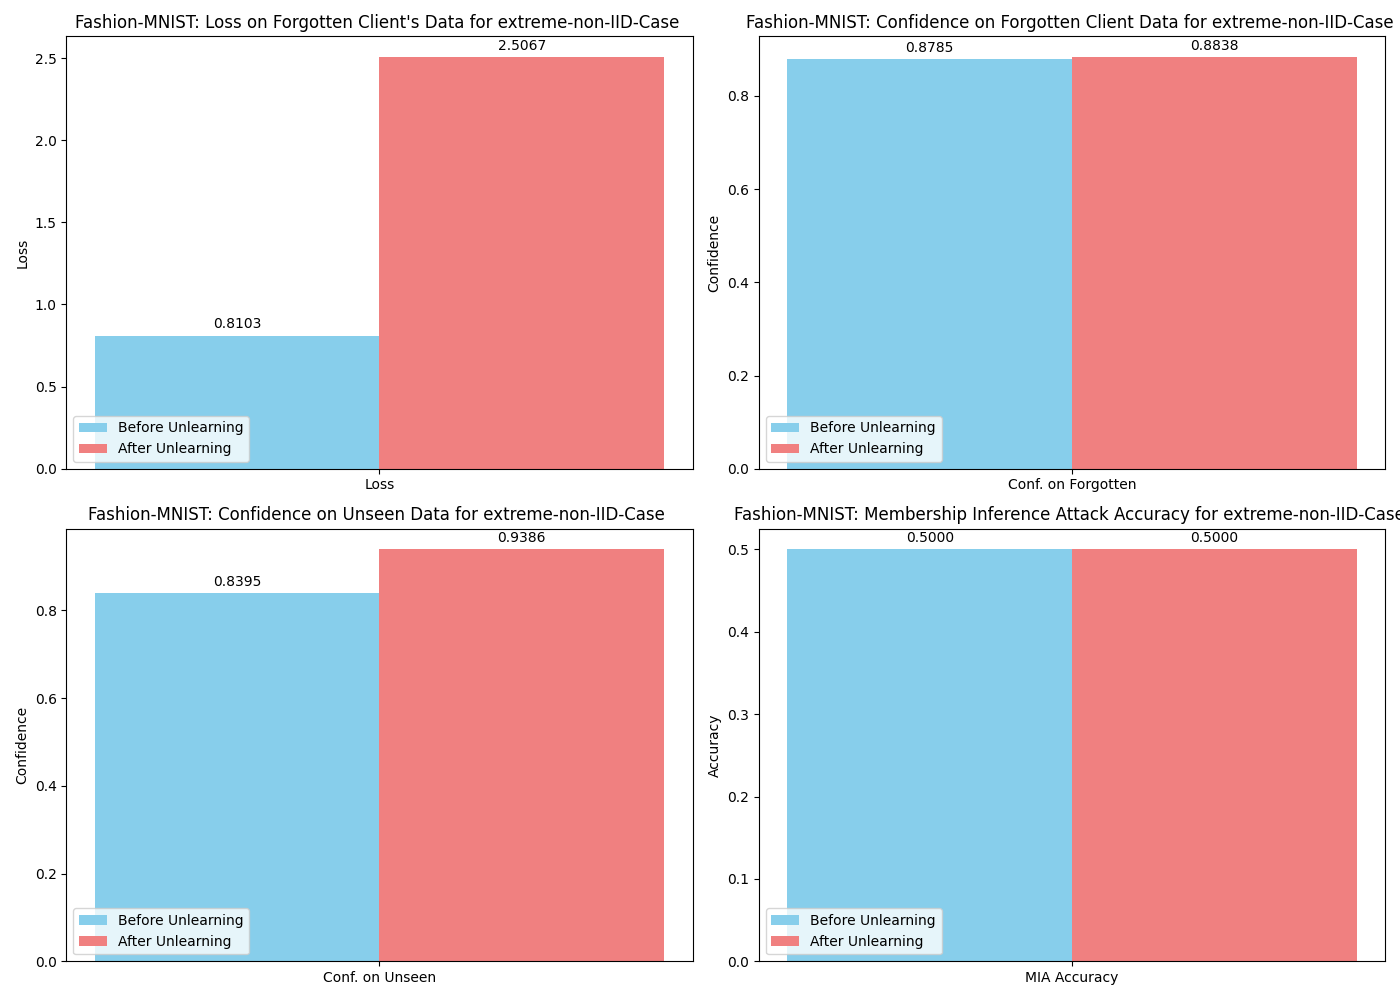 Fashion-MNIST: Loss on Forgotten Client's Data for extreme-non-IID-Case
2.5067
2.5
2.0
1.5
Loss
1.0
0.8103
0.5
Before Unlearning
After Unlearning
0.0
Loss
Fashion-MNIST: Confidence on Forgotten Client Data for extreme-non-IID-Case
0.8785
0.8838
0.8
0.6
Confidence
0.4
0.2
Before Unlearning
After Unlearning
0.0
Conf. on Forgotten
Fashion-MNIST: Confidence on Unseen Data for extreme-non-IID-Case
0.9386
0.8395
0.8
0.6
Confidence
0.4
0.2
Before Unlearning
After Unlearning
0.0
Conf. on Unseen
Fashion-MNIST: Membership Inference Attack Accuracy for extreme-non-IID-Case
0.5000
0.5000
0.5
0.4
0.3
Accuracy
0.2
0.1
Before Unlearning
After Unlearning
0.0
MIA Accuracy